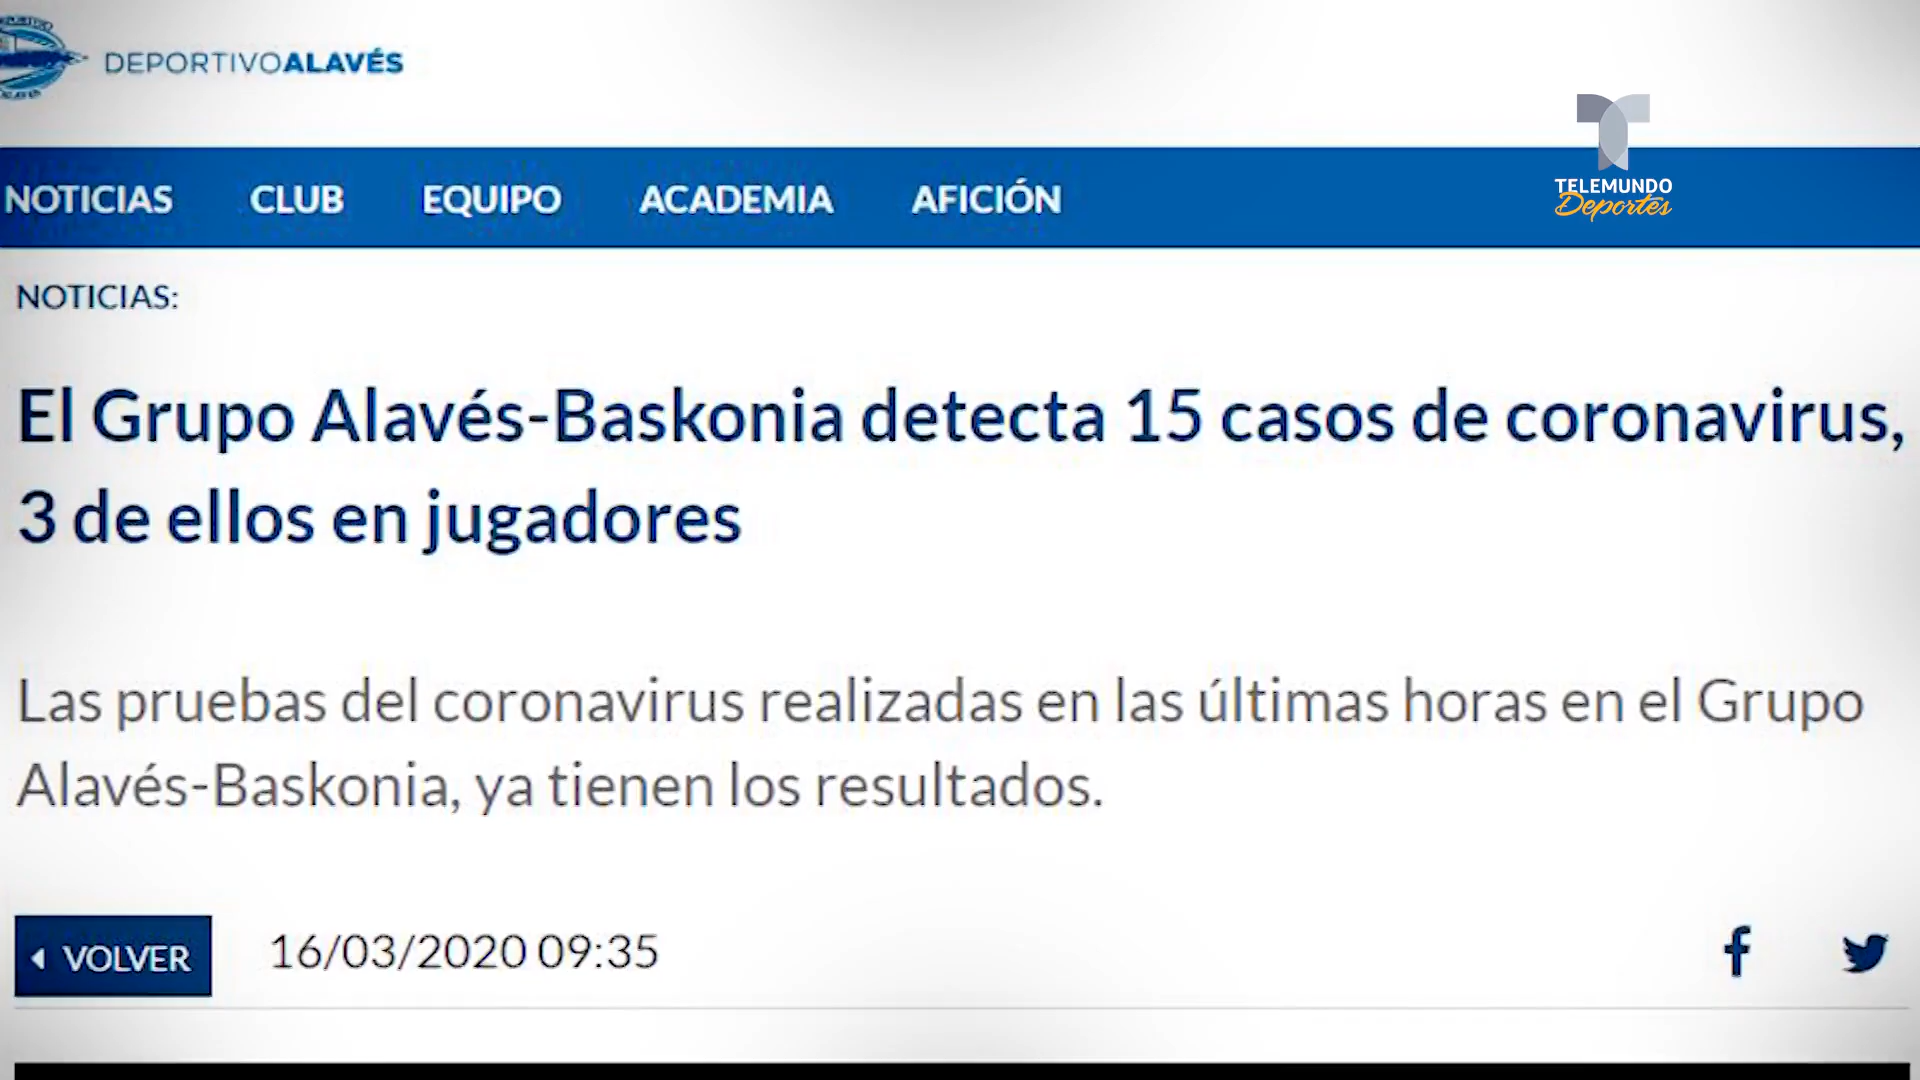 DEPORTIVO ALAVÉS
TELEMUNDO
Deportes
NOTICIAS CLUB EQUIPO ACADEMIA AFICIÓN
NOTICIAS:
El Grupo Alavés-Baskonia detecta 15 casos de coronavirus,
3 de ellos en jugadores
Las pruebas del coronavirus realizadas en las últimas horas en el Grupo
Alavés-Baskonia, ya tienen los resultados.
VOLVER 16/03/2020 09:35